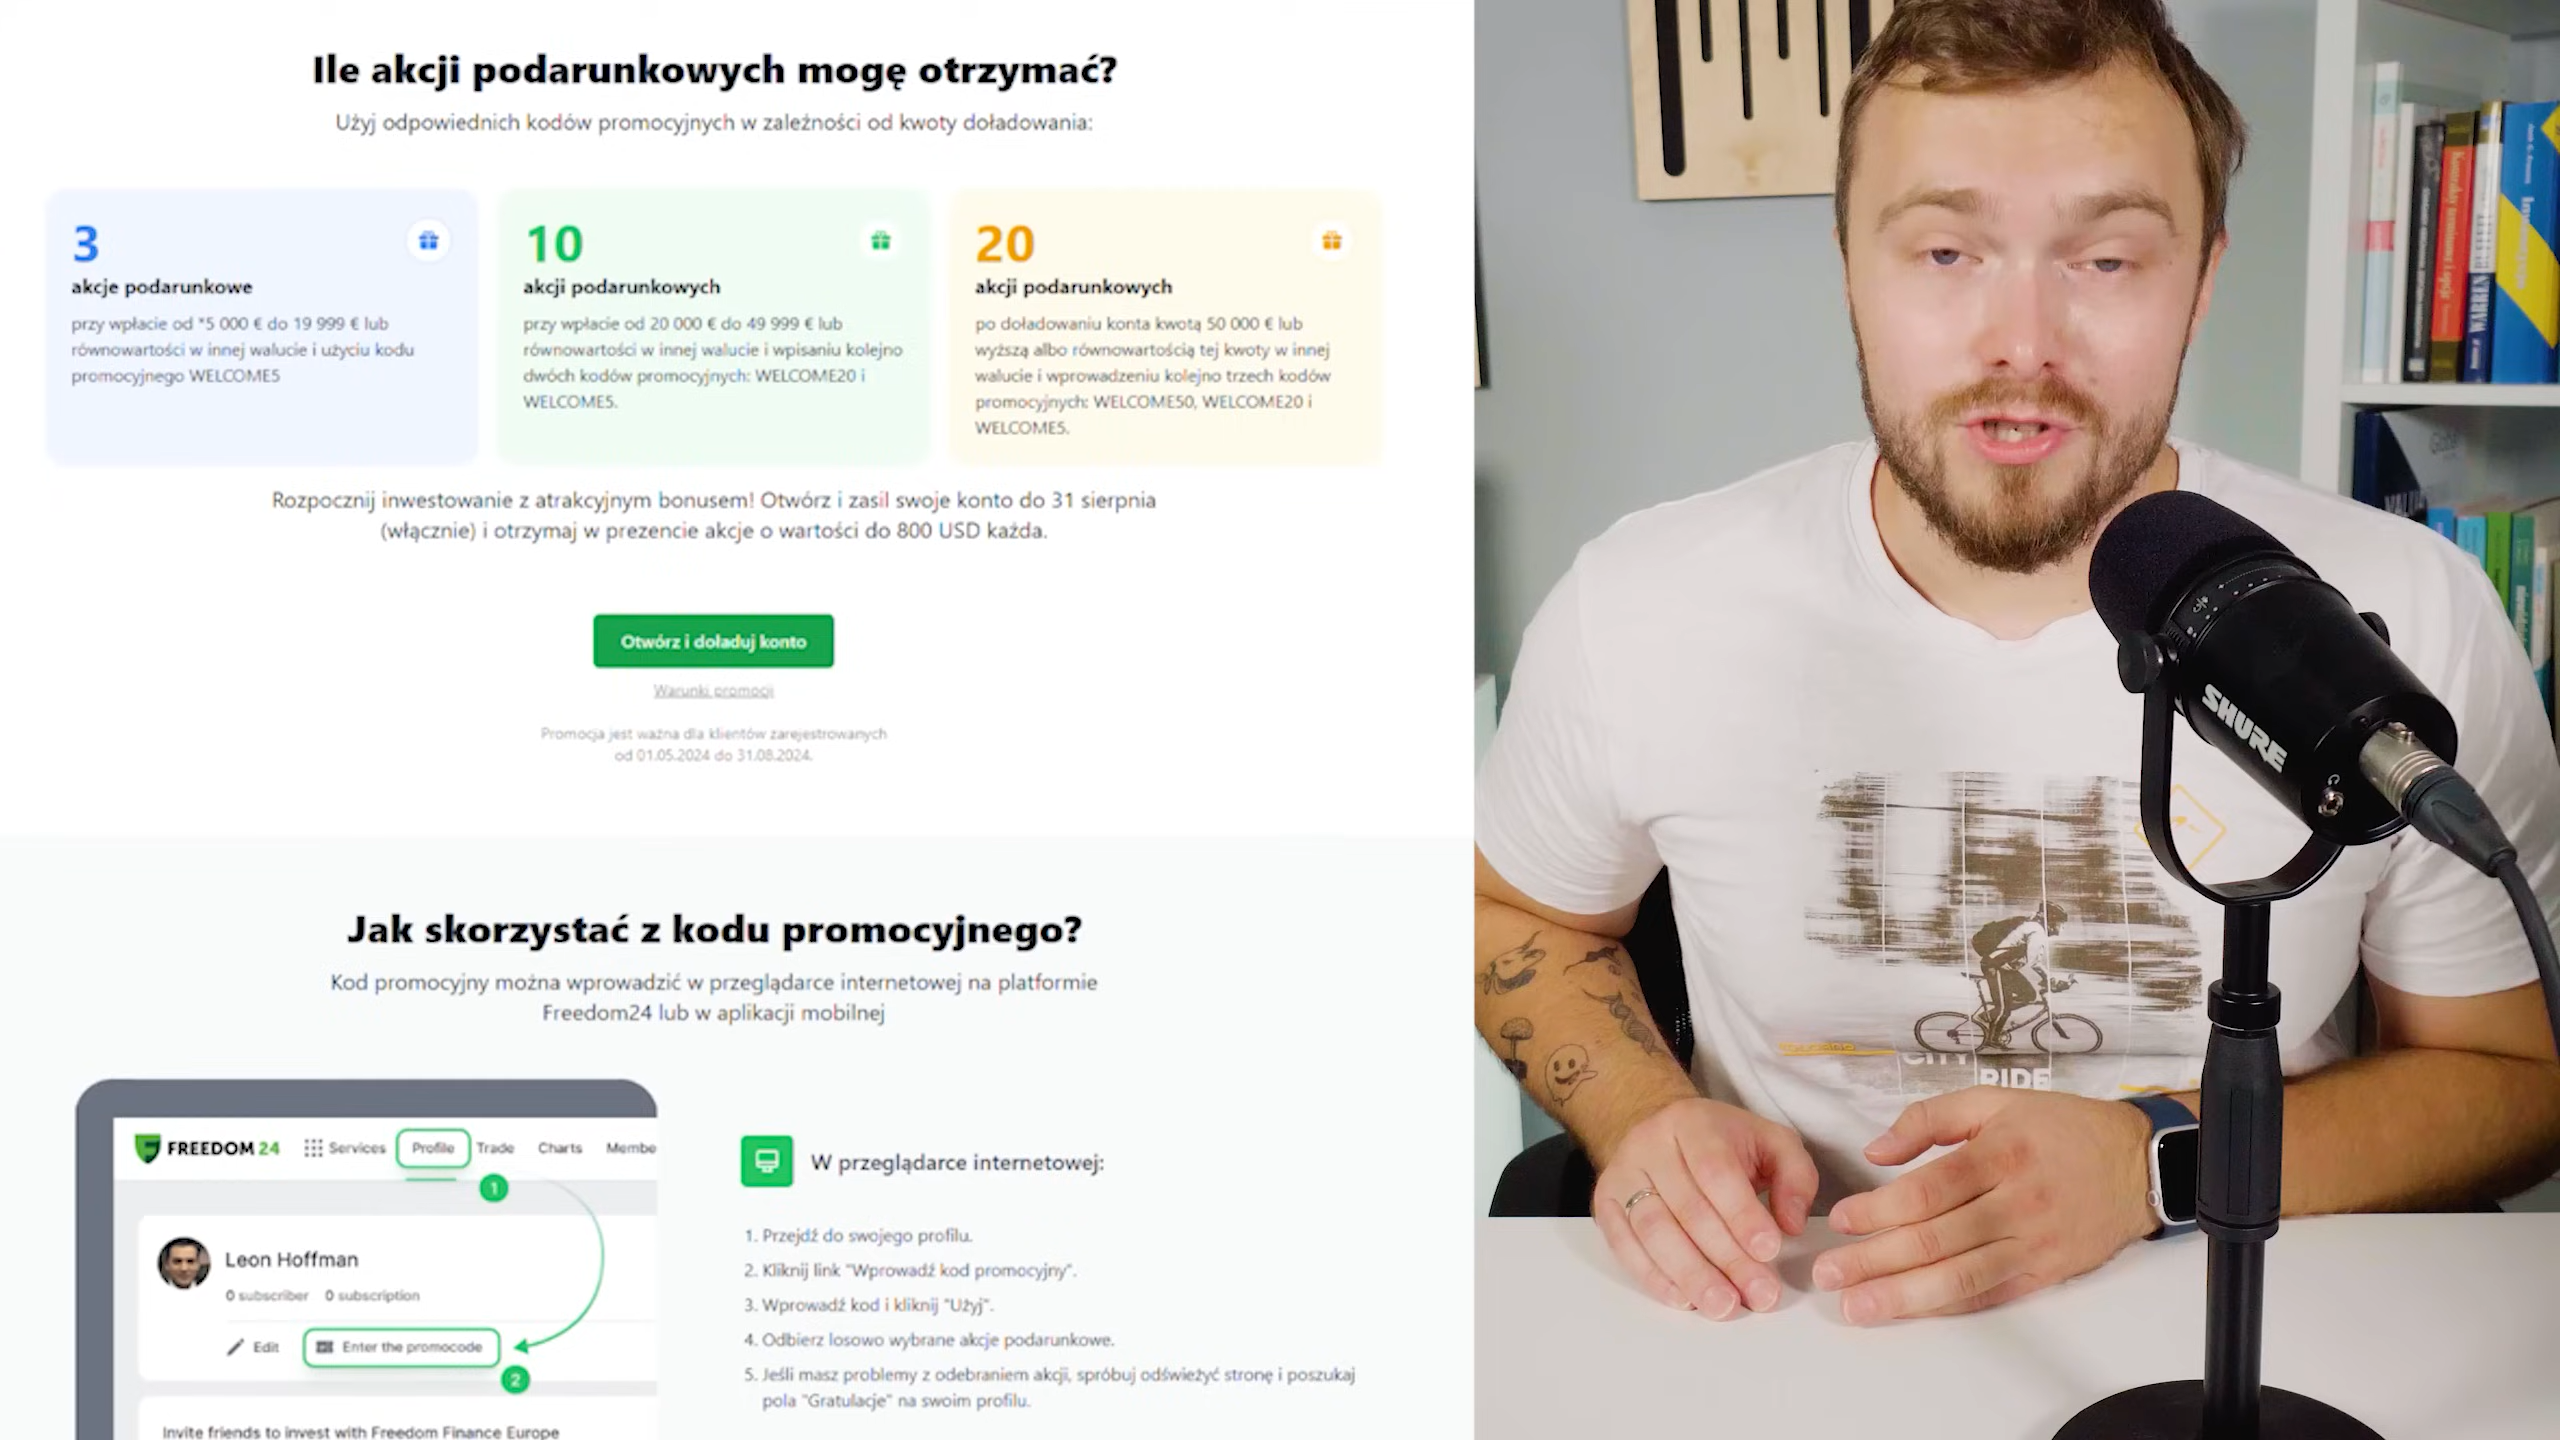 Ile akcji podarunkowych mogę otrzymać?
Użyj odpowiednich kodów promocyjnych w zależności od kwoty doładowania:
3
akcje podarunkowe
przy wpłacie od *5 000 € do 19 999 € lub
równowartości w innej walucie i użyciu kodu
promocyjnego WELCOME5
10
akcji podarunkowych
przy wpłacie od 20 000 € do 49 999 € lub
równowartości w innej walucie i wpisaniu kolejno
dwóch kodów promocyjnych: WELCOME20 i
WELCOME5.
20
akcji podarunkowych
po doładowaniu konta kwotą 50 000 € lub
wyższą albo równowartością tej kwoty w innej
walucie i wprowadzeniu kolejno trzech kodów
promocyjnych: WELCOME50, WELCOME20 i
WELCOME5.
Rozpocznij inwestowanie z atrakcyjnym bonusem! Otwórz i zasil swoje konto do 31 sierpnia
(włącznie) i otrzymaj w prezencie akcje o wartości do 800 USD każda.
Otwórz i doładuj konto
Warunki promocji
Promocja jest ważna dla klientów zarejestrowanych
od 01.05.2024 do 31.08.2024.
Jak skorzystać z kodu promocyjnego?
Kod promocyjny można wprowadzić w przeglądarce internetowej na platformie
Freedom24 lub w aplikacji mobilnej
FREEDOM 24 Services Profile Trade Charts Membe
1
Leon Hoffman
0 subscriber 0 subscription
Edit Enter the promocode
2
Invite friends to invest with Freedom Finance Europe
W przeglądarce internetowej:
1. Przejdź do swojego profilu.
2. Kliknij link "Wprowadź kod promocyjny".
3. Wprowadź kod i kliknij "Użyj".
4. Odbierz losowo wybrane akcje podarunkowe.
5. Jeśli masz problemy z odebraniem akcji, spróbuj odświeżyć stronę i poszukaj
pola "Gratulacje" na swoim profilu.
SHURE
CITY
RIDE
WARREN